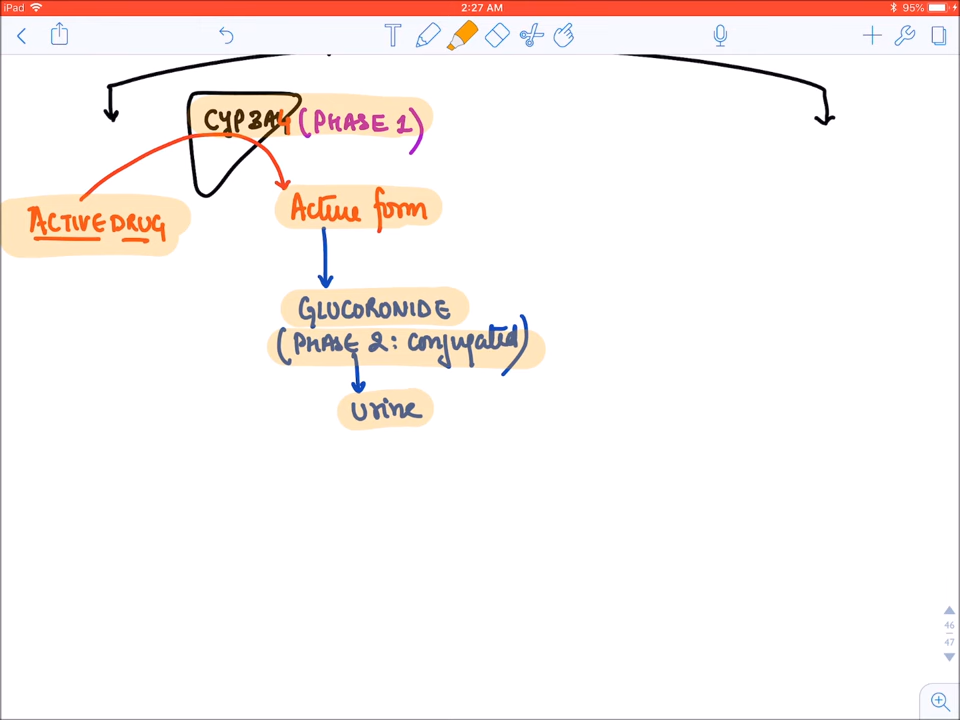 iPad 2:27 AM 95%
T
CYP3A4 (PHASE 1)
ACTIVE DRUG
Active form
GLUCORONIDE
(PHASE 2: conjugated)
urine
46
47